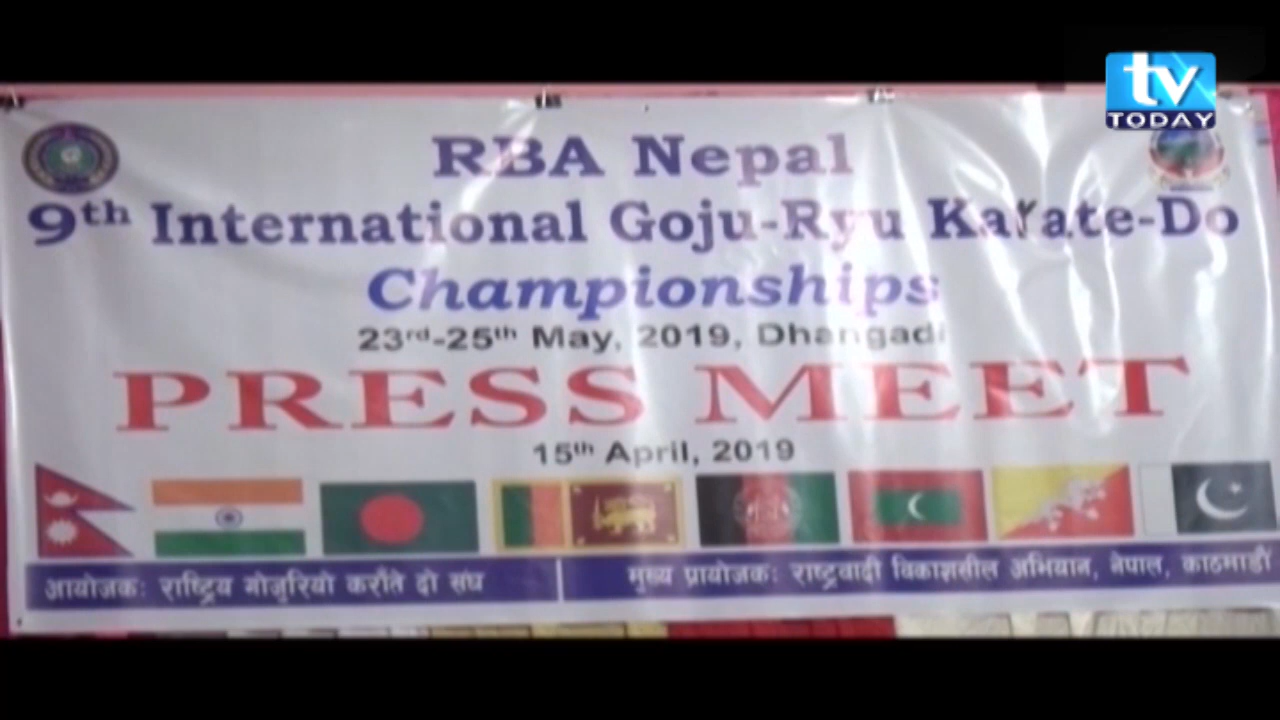 tv
TODAY
RBA Nepal
9th International Goju-Ryu Karate-Do
Championships
23rd-25th May, 2019, Dhangadi
PRESS MEET
15th April, 2019
आयोजकः राष्ट्रिय गोजुरियो कराँते दो संघ
मुख्य प्रायोजकः राष्ट्रवादी विकाशसील अभियान, नेपाल, काठमाडौं